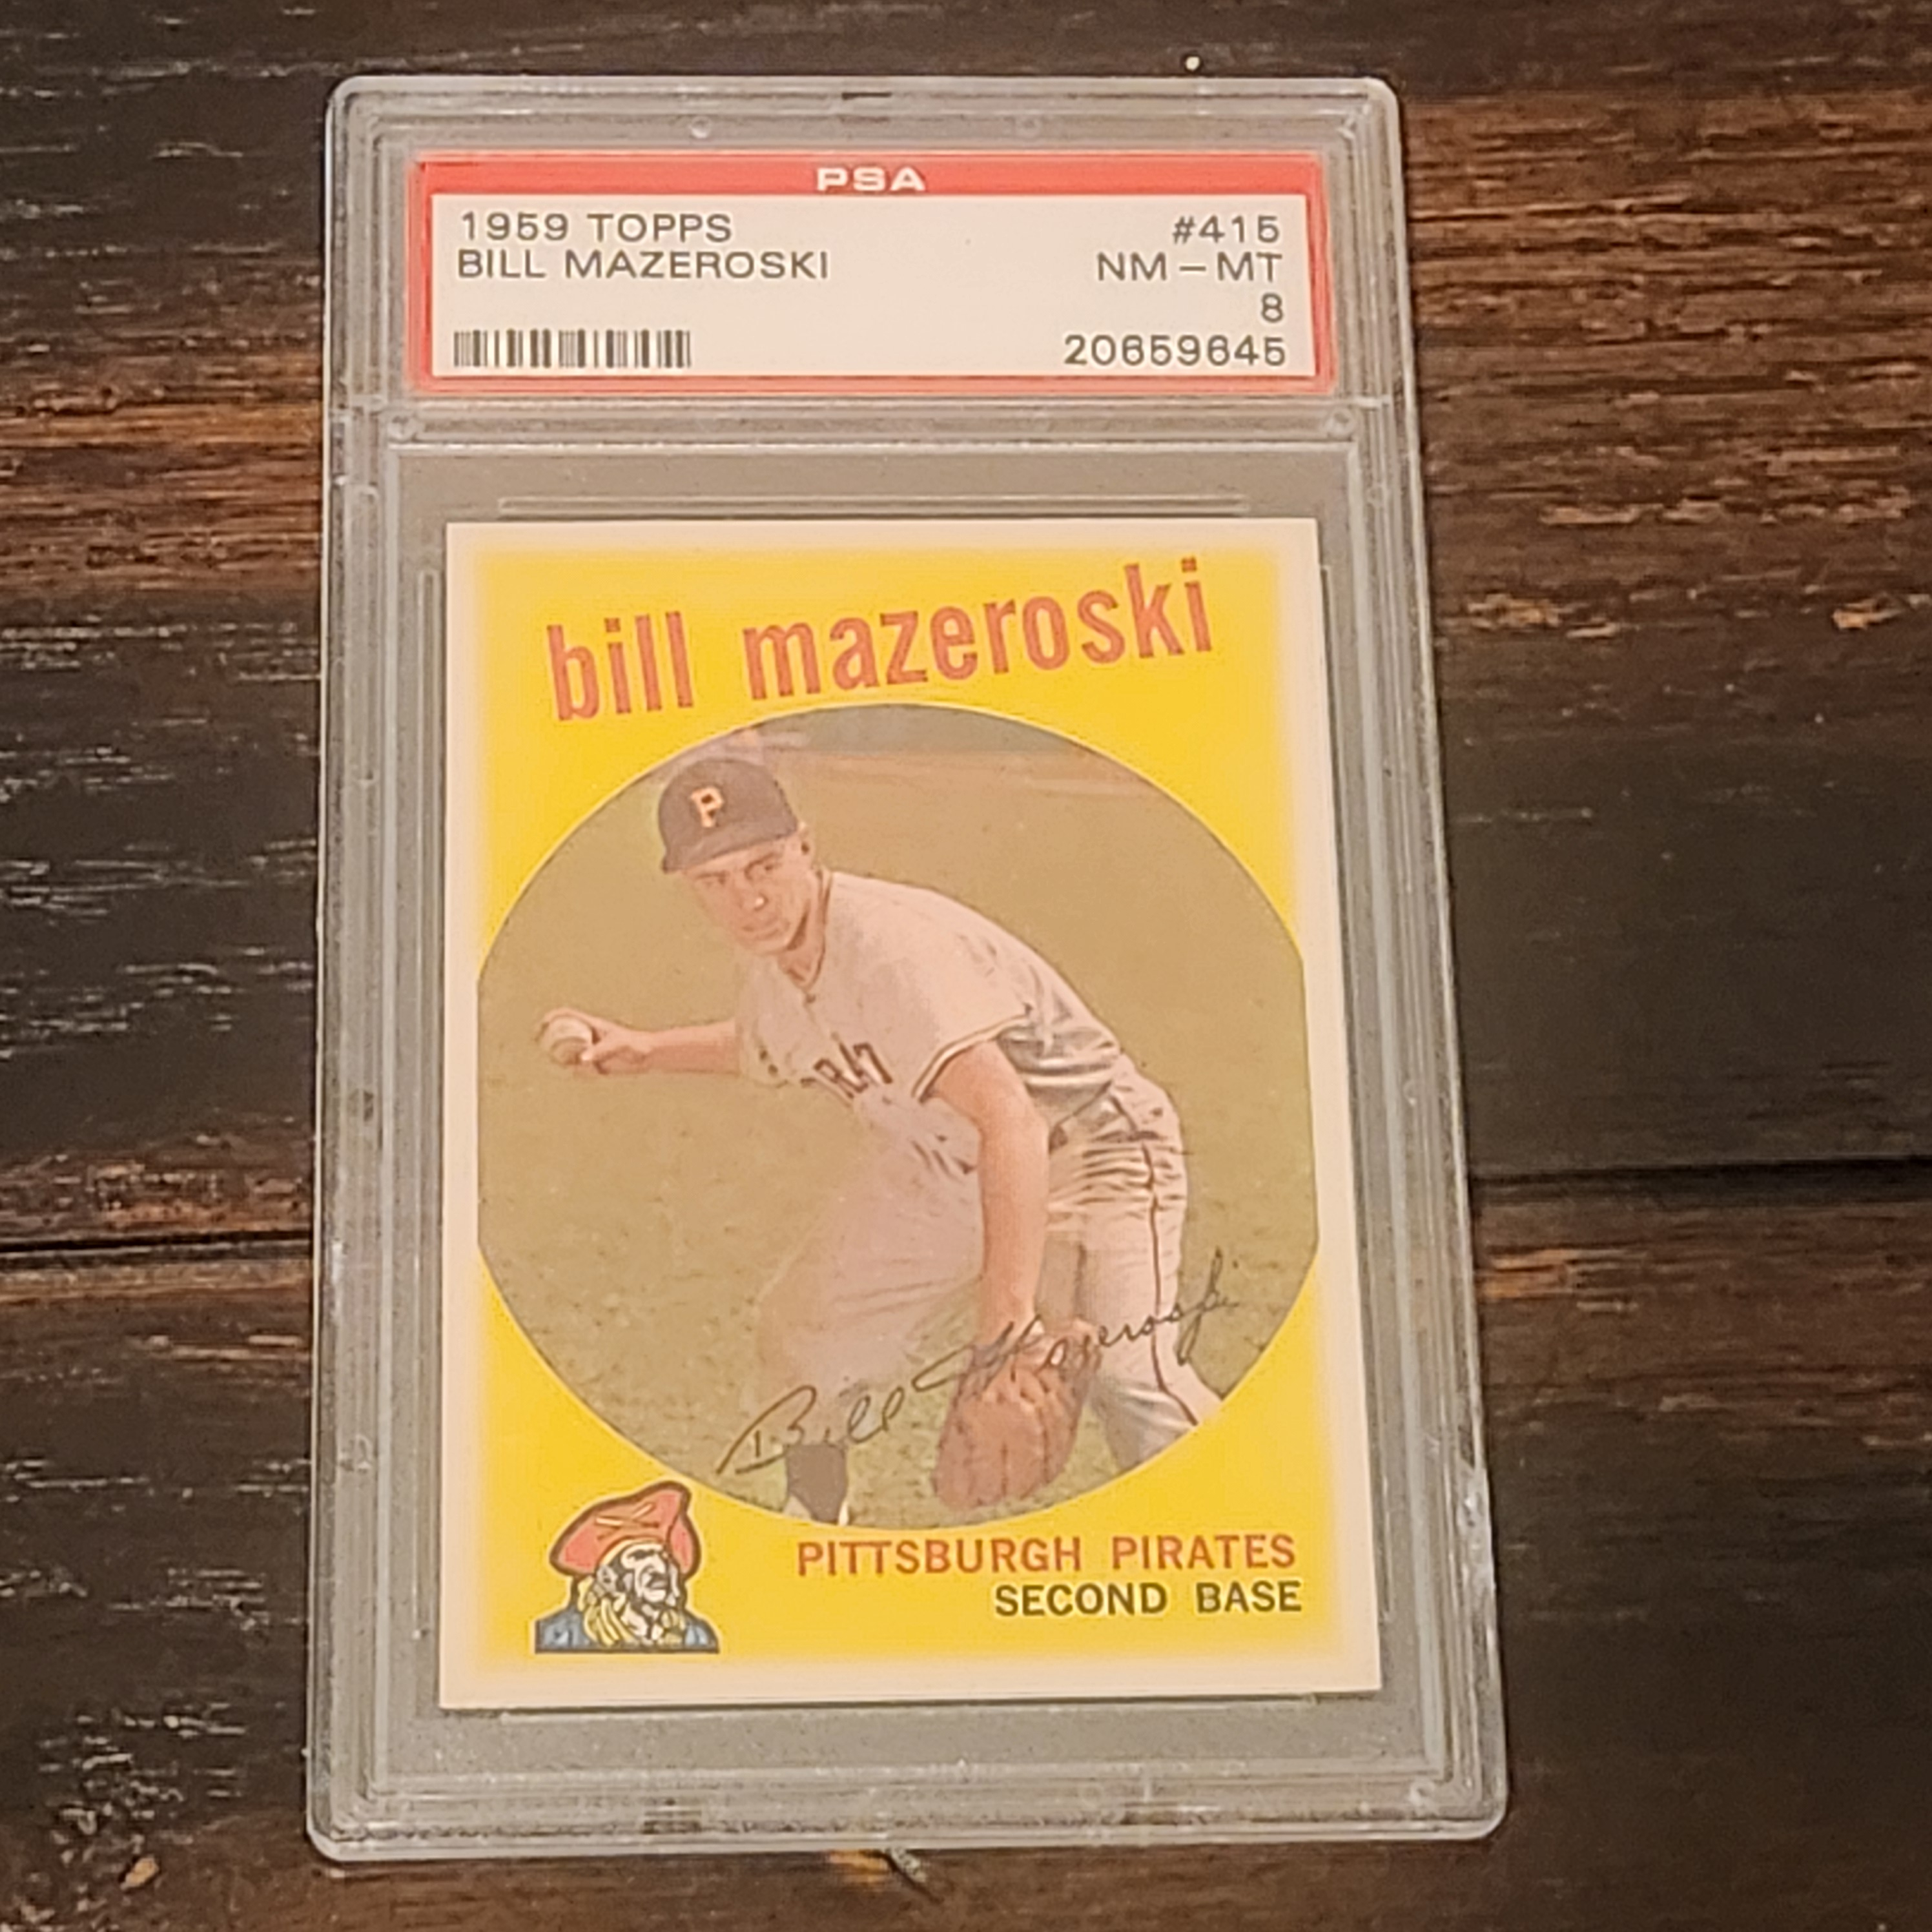 PSA
1959 TOPPS #415
BILL MAZEROSKI NM-MT
8
20659645
bill mazeroski
P
Bill Mazeroski
PITTSBURGH PIRATES
SECOND BASE